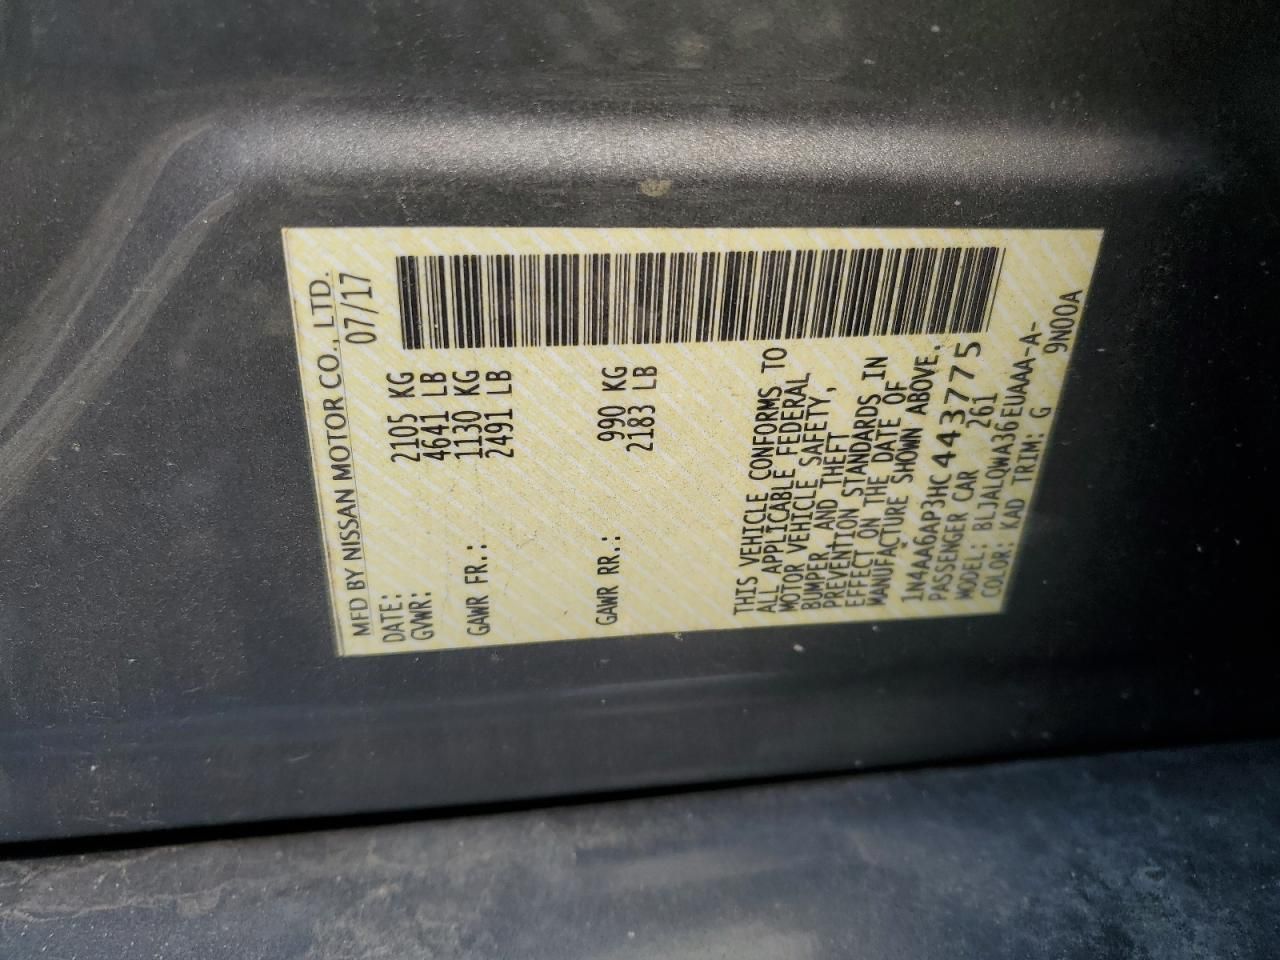 MFD BY NISSAN MOTOR CO., LTD.
DATE: 07/17
GVWR: 2105 KG
4641 LB
GAWR FR.: 1130 KG
2491 LB
GAWR RR.: 990 KG
2183 LB
THIS VEHICLE CONFORMS TO
ALL APPLICABLE FEDERAL
MOTOR VEHICLE SAFETY,
BUMPER, AND THEFT
PREVENTION STANDARDS IN
EFFECT ON THE DATE OF
MANUFACTURE SHOWN ABOVE.
1N4AA6AP3HC443775
PASSENGER CAR 261
MODEL: BLJALQWA36EUAAA-A-
COLOR: KAD TRIM: G
9N00A